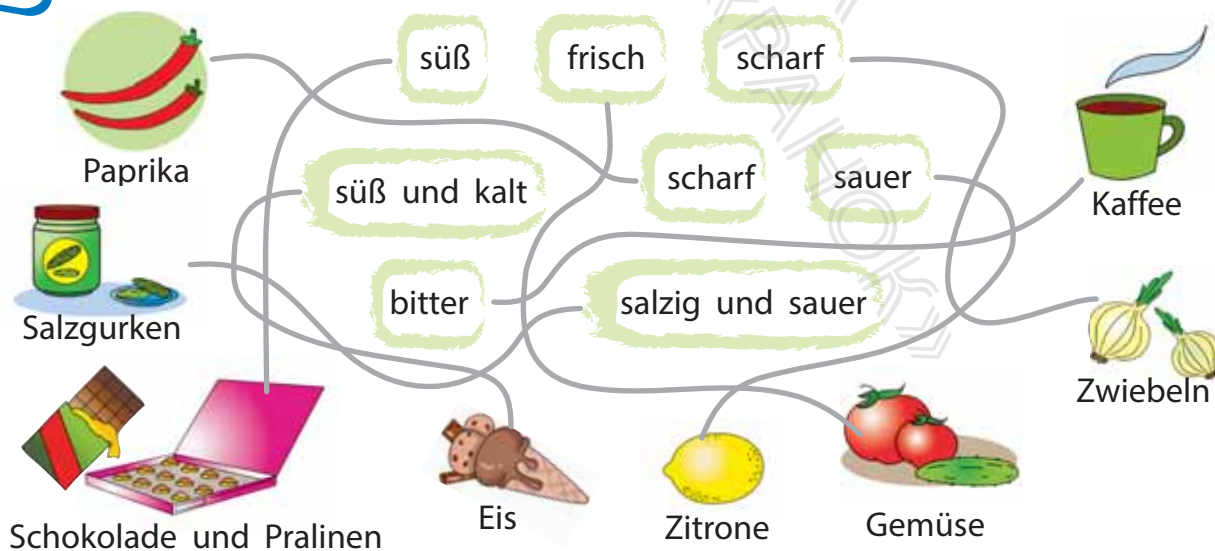 süß frisch scharf
Paprika
süß und kalt
scharf sauer
Kaffee
Salzgurken
bitter
salzig und sauer
Zwiebeln
Schokolade und Pralinen
Eis
Zitrone
Gemüse